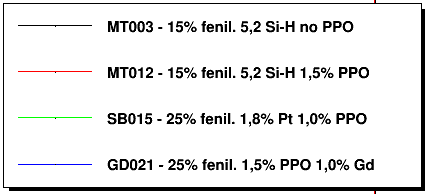 MT003 - 15% fenil. 5,2 Si-H no PPO
MT012 - 15% fenil. 5,2 Si-H 1,5% PPO
SB015 - 25% fenil. 1,8% Pt 1,0% PPO
GD021 - 25% fenil. 1,5% PPO 1,0% Gd